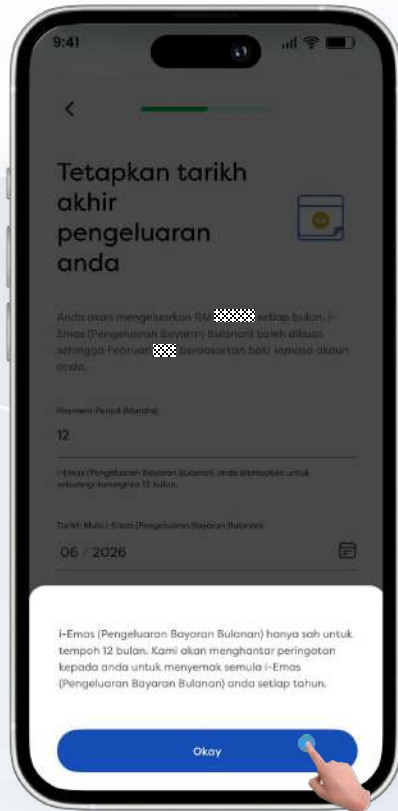 9:41
Tetapkan tarikh
akhir
pengeluaran
anda
Anda akan mengeluarkan RM setiap bulan. i-
Emas (Pengeluaran Bayaran Bulanan) boleh dibuat
sehingga Februari berdasarkan baki semasa akaun
anda.
Payment Period (Months)
12
i-Emas (Pengeluaran Bayaran Bulanan) anda ditetapkan untuk
sekurang-kurangnya 12 bulan.
Tarikh Mula i-Emas (Pengeluaran Bayaran Bulanan)
06 / 2026
i-Emas (Pengeluaran Bayaran Bulanan) hanya sah untuk
tempoh 12 bulan. Kami akan menghantar peringatan
kepada anda untuk menyemak semula i-Emas
(Pengeluaran Bayaran Bulanan) anda setiap tahun.
Okay